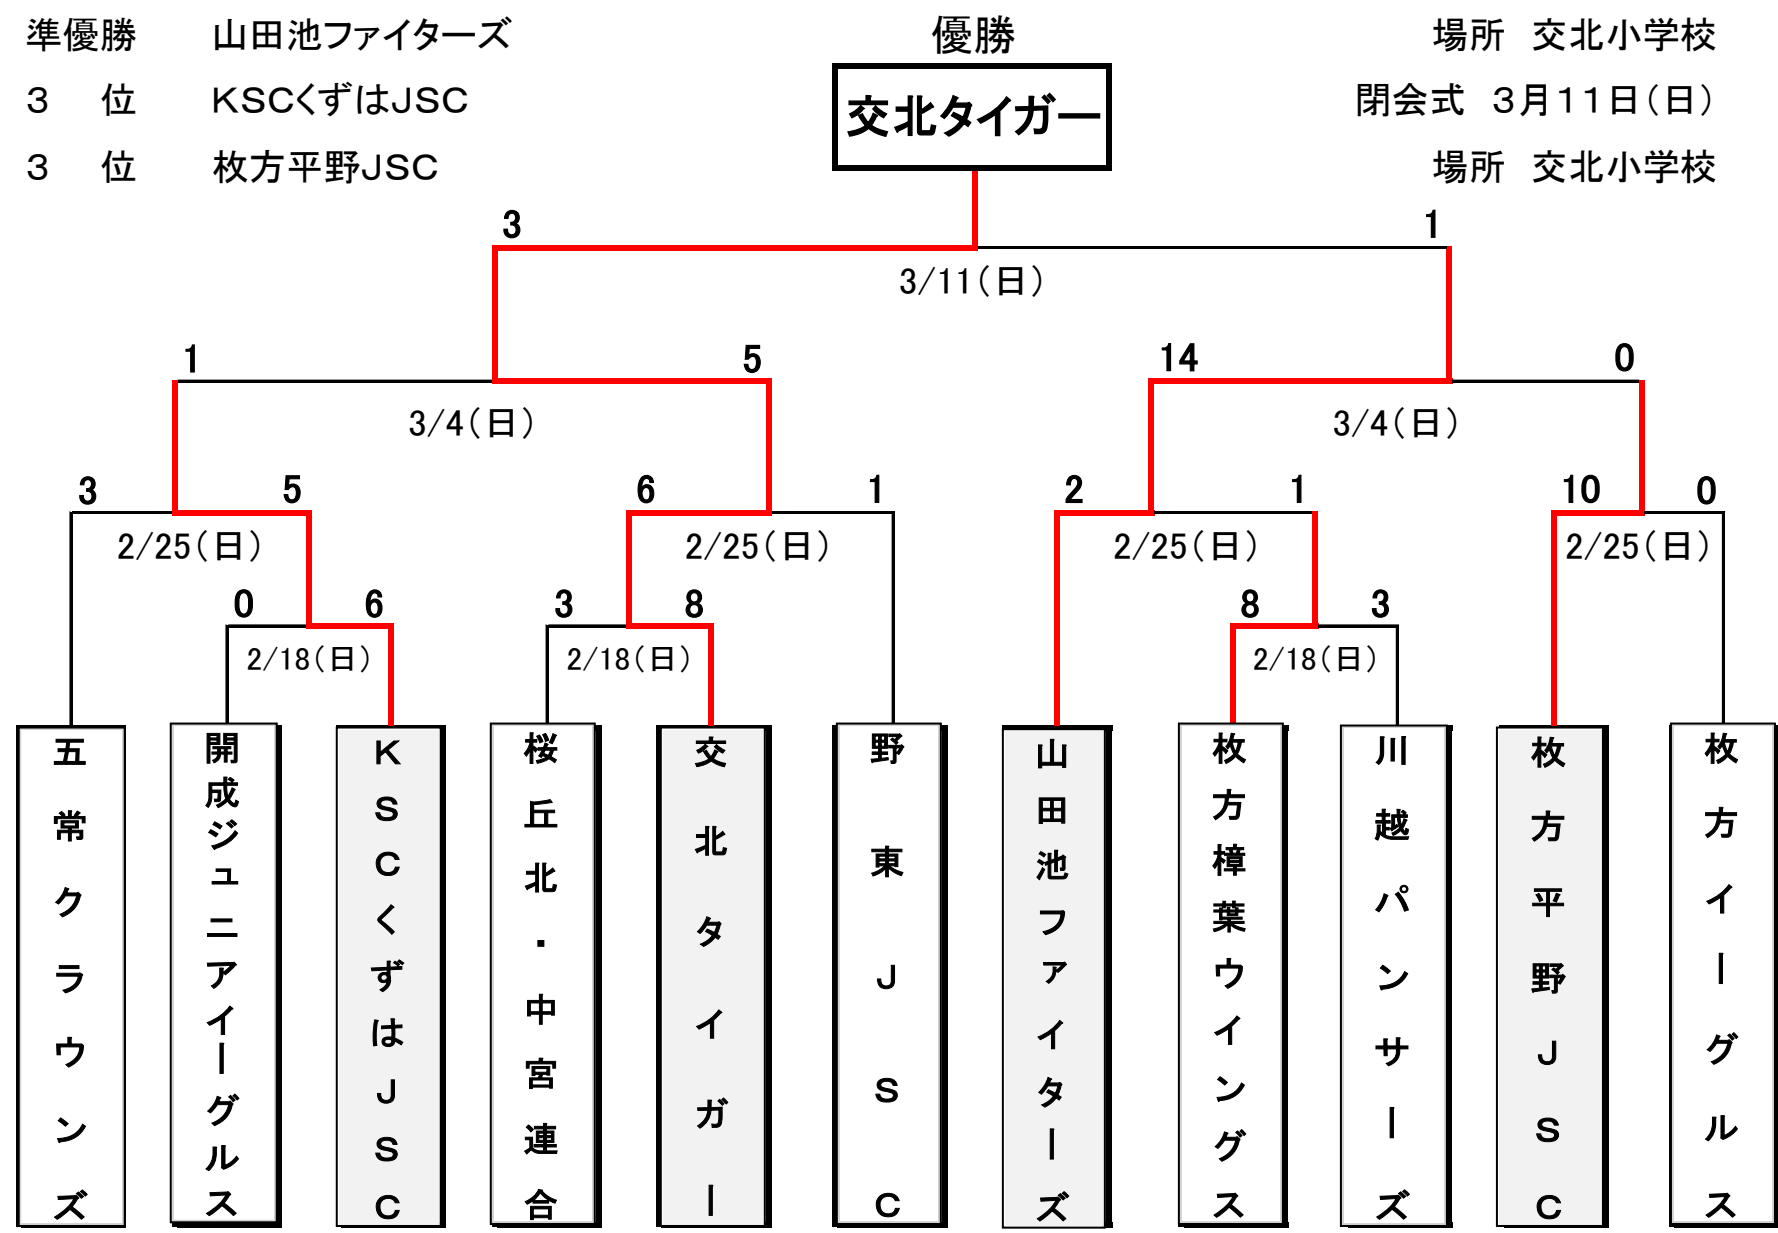 準優勝　山田池ファイターズ
優勝
場所　交北小学校
３　位　KSCくずはJSC
交北タイガー
閉会式　３月１１日（日）
３　位　枚方平野JSC
場所　交北小学校
3　1
3/11（日）
1　5　14　0
3/4（日）　3/4（日）
3　5　6　1　2　1　10　0
2/25（日）　2/25（日）　2/25（日）　2/25（日）
0　6　3　8　8　3
2/18（日）　2/18（日）　2/18（日）
五常クラウンズ
開成ジュニアイーグルス
KSCくずはJSC
桜丘北・中宮連合
交北タイガー
野東JSC
山田池ファイターズ
枚方樟葉ウイングス
川越パンサーズ
枚方平野JSC
枚方イーグルス